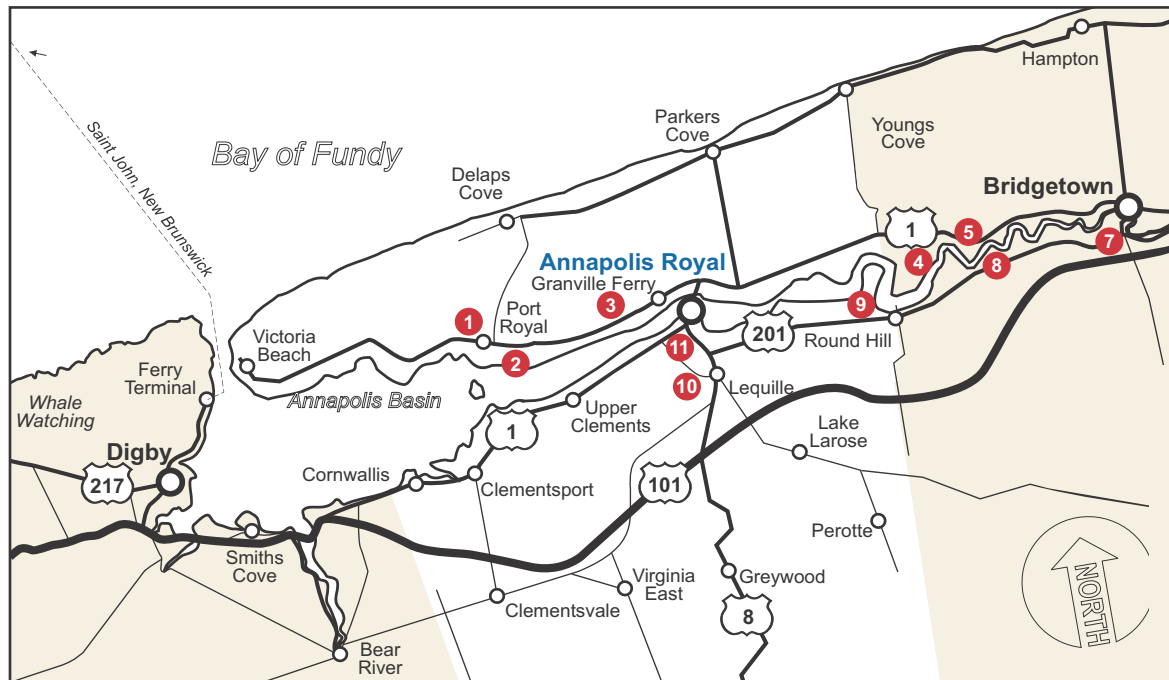 Hampton
Saint John, New Brunswick
Bay of Fundy
Parkers
Cove
Youngs
Cove
Delaps
Cove
Bridgetown
1
5
7
4
8
Annapolis Royal
Granville Ferry
3
9
1
Port
Royal
201
Round Hill
Victoria
Beach
2
11
Ferry
Terminal
10
Lequille
Annapolis Basin
Whale
Watching
Upper
Clements
1
Lake
Larose
Digby
217
Cornwallis
Clementsport
101
Perotte
Smiths
Cove
Virginia
East
Greywood
Clementsvale
8
NORTH
Bear
River